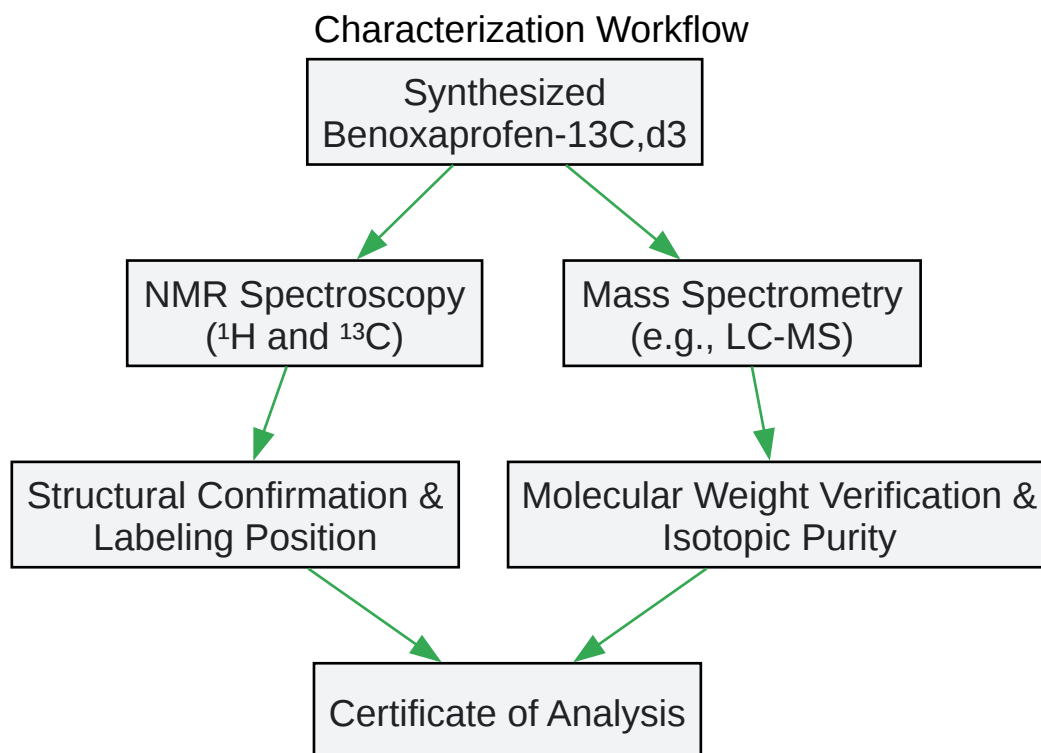 Characterization Workflow
Synthesized
Benoxaprofen-13C,d3
NMR Spectroscopy
(¹H and ¹³C)
Mass Spectrometry
(e.g., LC-MS)
Structural Confirmation &
Labeling Position
Molecular Weight Verification &
Isotopic Purity
Certificate of Analysis